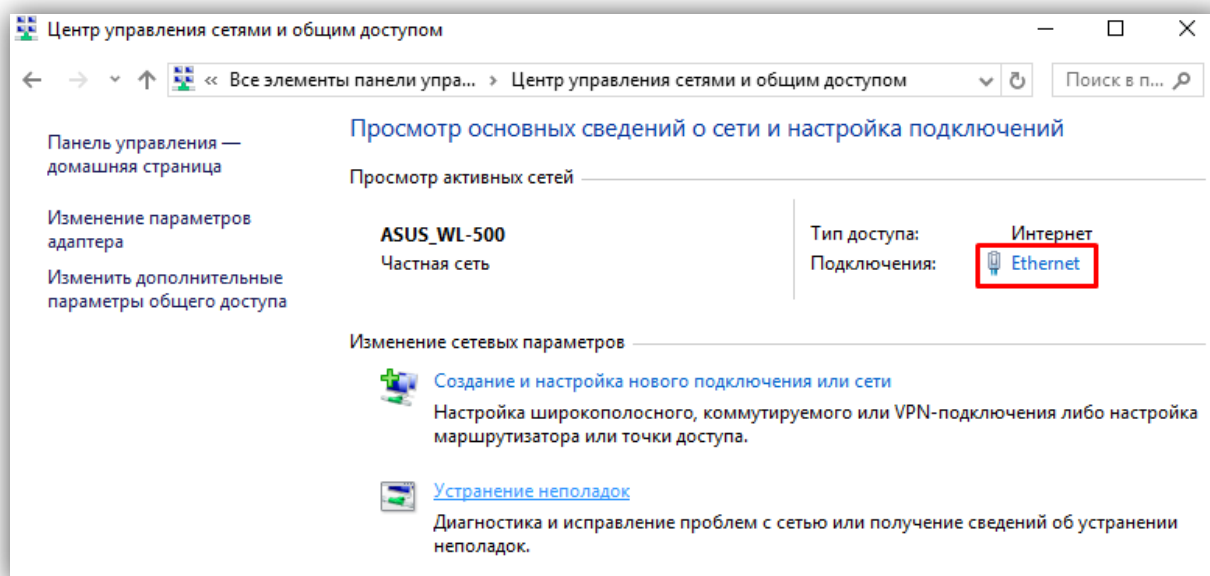 Центр управления сетями и общим доступом
« Все элементы панели упра... › Центр управления сетями и общим доступом
Поиск в п...
Панель управления —
домашняя страница
Изменение параметров
адаптера
Изменить дополнительные
параметры общего доступа
Просмотр основных сведений о сети и настройка подключений
Просмотр активных сетей
ASUS_WL-500
Частная сеть
Тип доступа: Интернет
Подключения: Ethernet
Изменение сетевых параметров
Создание и настройка нового подключения или сети
Настройка широкополосного, коммутируемого или VPN-подключения либо настройка
маршрутизатора или точки доступа.
Устранение неполадок
Диагностика и исправление проблем с сетью или получение сведений об устранении
неполадок.